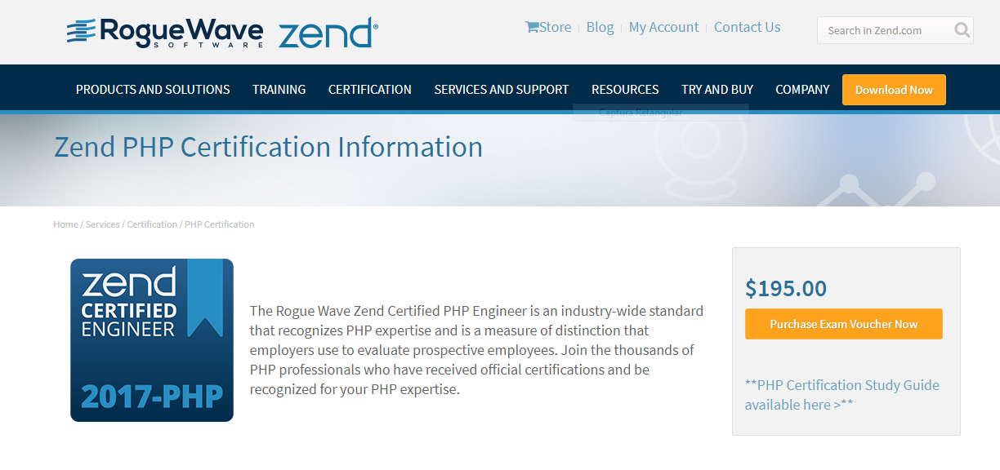 RogueWave
SOFTWARE
zend®
Store
Blog
My Account
Contact Us
Search in Zend.com
PRODUCTS AND SOLUTIONS
TRAINING
CERTIFICATION
SERVICES AND SUPPORT
RESOURCES
TRY AND BUY
COMPANY
Download Now
Captura Retangular
Zend PHP Certification Information
Home / Services / Certification / PHP Certification
zend
CERTIFIED
ENGINEER
2017-PHP
The Rogue Wave Zend Certified PHP Engineer is an industry-wide standard
that recognizes PHP expertise and is a measure of distinction that
employers use to evaluate prospective employees. Join the thousands of
PHP professionals who have received official certifications and be
recognized for your PHP expertise.
$195.00
Purchase Exam Voucher Now
**PHP Certification Study Guide
available here >**